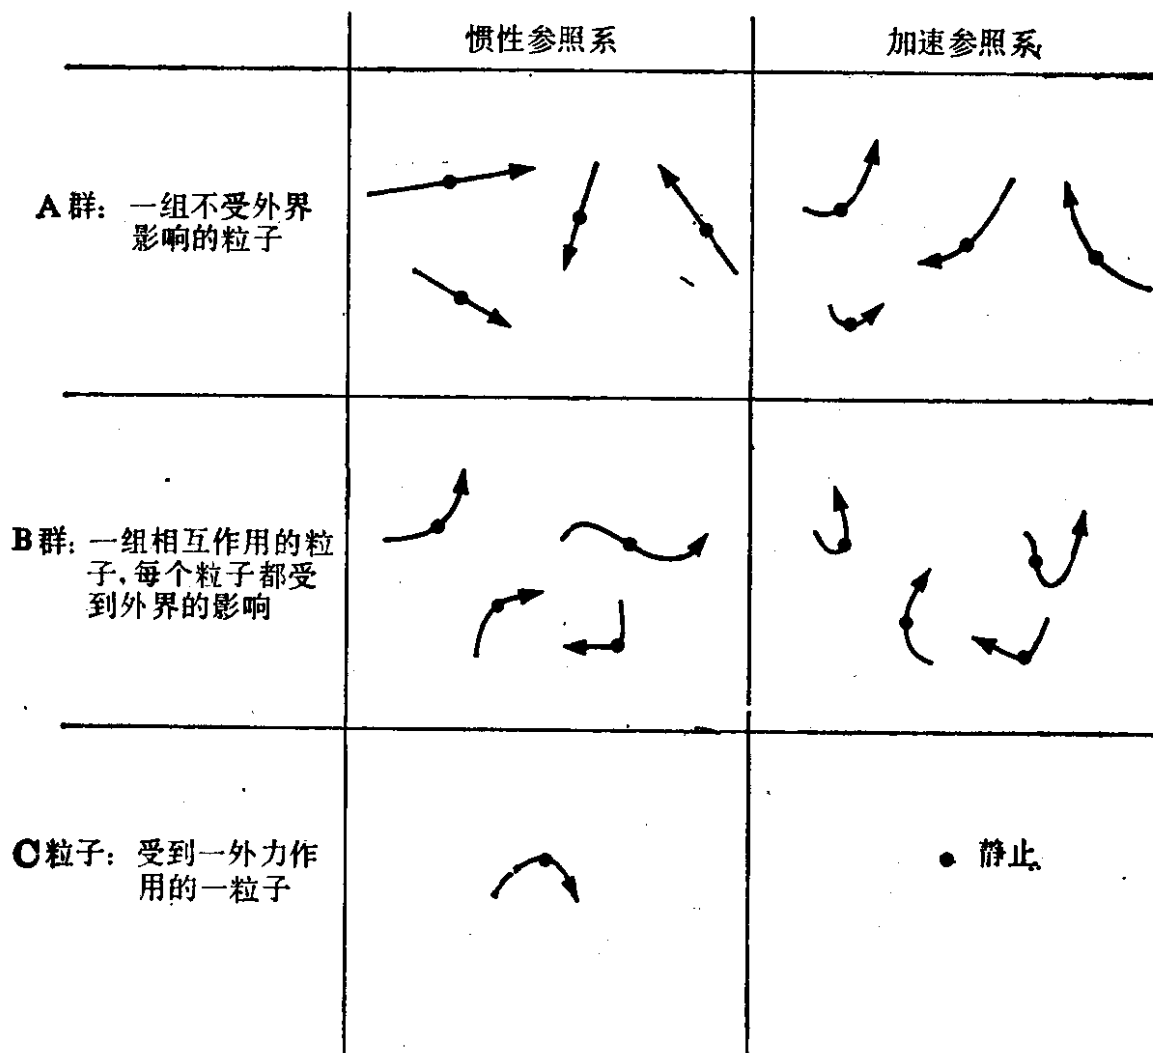 惯性参照系
加速参照系
A群：一组不受外界
影响的粒子
B群：一组相互作用的粒
子，每个粒子都受
到外界的影响
C粒子：受到一外力作
用的一粒子
静止